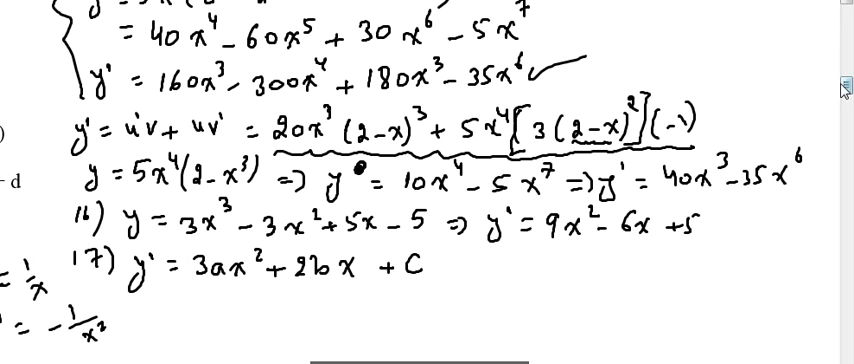 = 40x⁴ - 60x⁵ + 30x⁶ - 5x⁷
y' = 160x³ - 300x⁴ + 180x³ - 35x⁶ ✓
y' = u'v + uv' = 20x³(2-x)³ + 5x⁴[3(2-x)²](-1)
y = 5x⁴(2-x³) => y = 10x⁴ - 5x⁷ => y' = 40x³ - 35x⁶
- d
16) y = 3x³ - 3x² + 5x - 5 => y' = 9x² - 6x + 5
17) y' = 3ax² + 2bx + c
= 1/x
= -1/x²